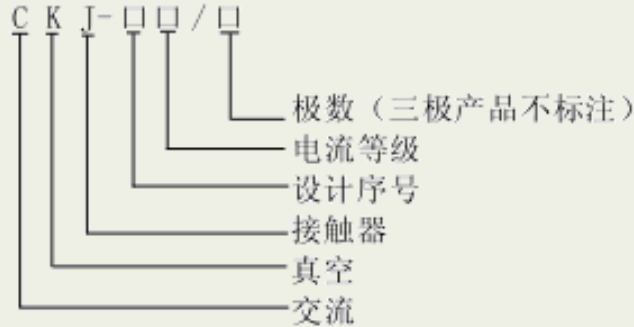 CKJ-□□/□
极数（三极产品不标注）
电流等级
设计序号
接触器
真空
交流